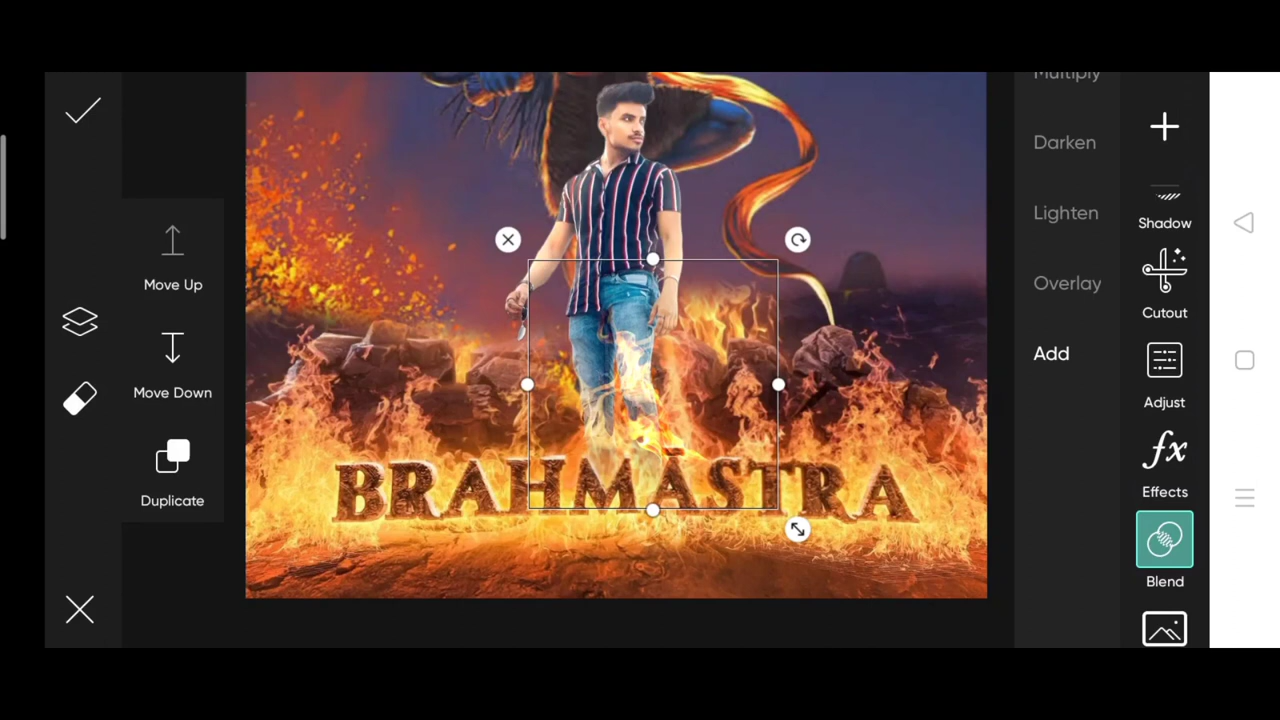 Multiply
Darken
Shadow
Lighten
Move Up
Overlay
Cutout
Add
Move Down
Adjust
BRAHMĀSTRA
Duplicate
Effects
Blend